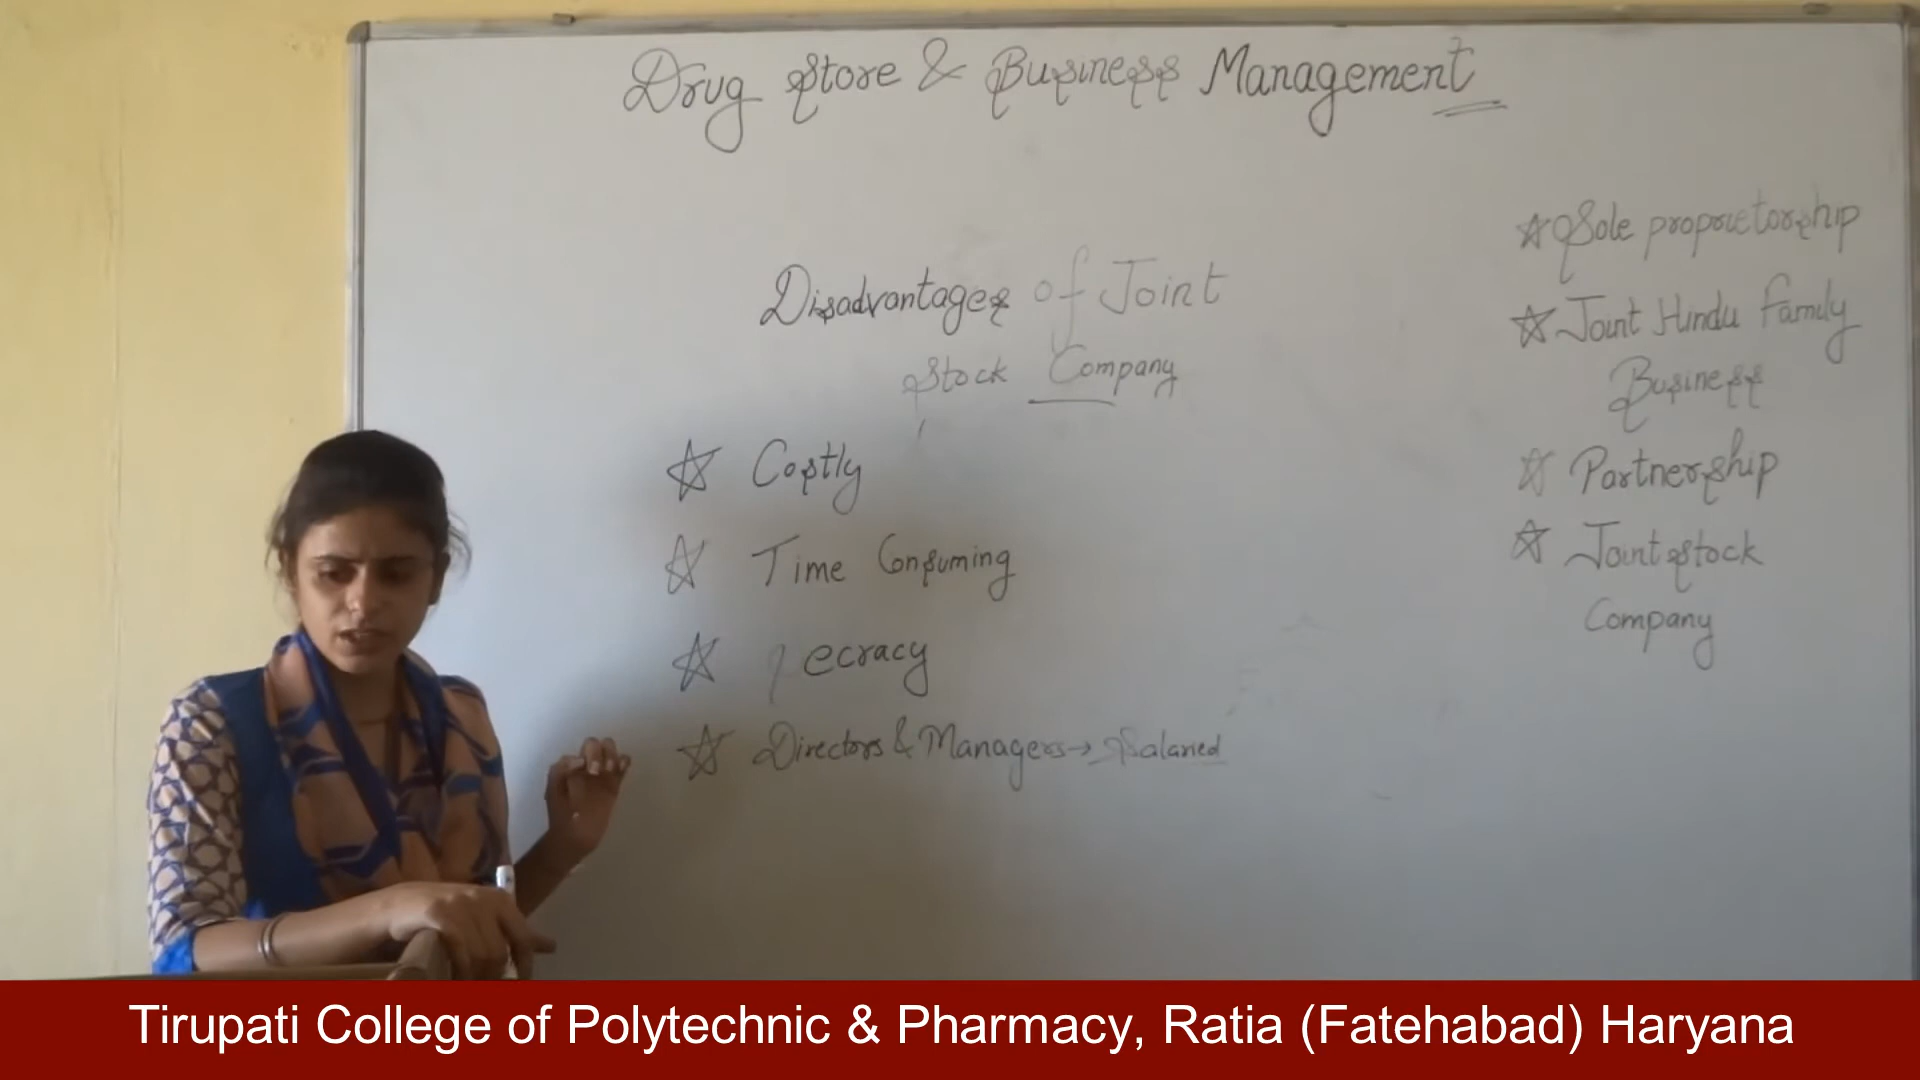 Drug Store & Business Management
Disadvantages of Joint
Stock Company
☆ Costly
☆ Time Consuming
☆ ecracy
☆ Directors & Managers → Salaried
☆ Sole proprietorship
☆ Joint Hindu Family
Business
☆ Partnership
☆ Joint Stock
Company
Tirupati College of Polytechnic & Pharmacy, Ratia (Fatehabad) Haryana